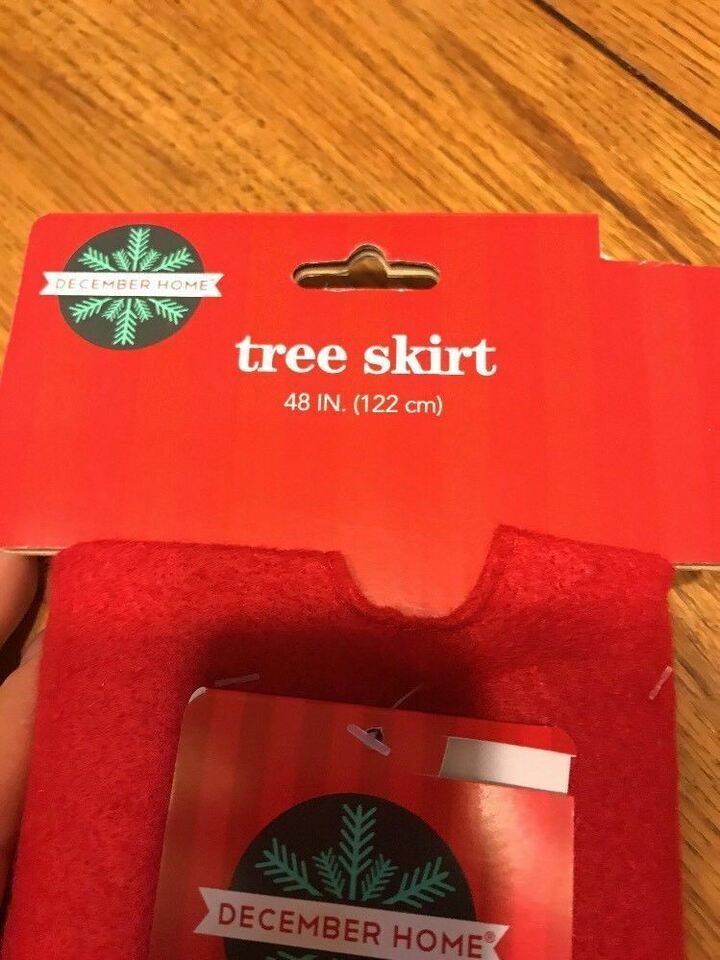 DECEMBER HOME
tree skirt
48 IN. (122 cm)
DECEMBER HOME®